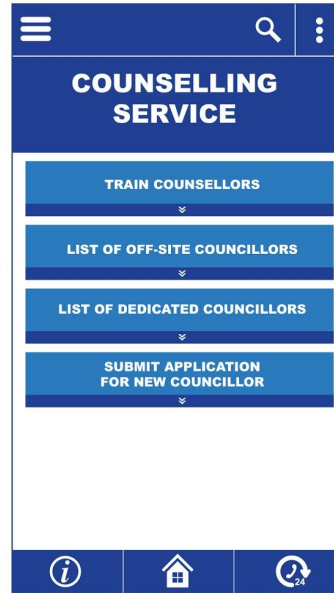 COUNSELLING
SERVICE
TRAIN COUNSELLORS
LIST OF OFF-SITE COUNCILLORS
LIST OF DEDICATED COUNCILLORS
SUBMIT APPLICATION
FOR NEW COUNCILLOR
i
24